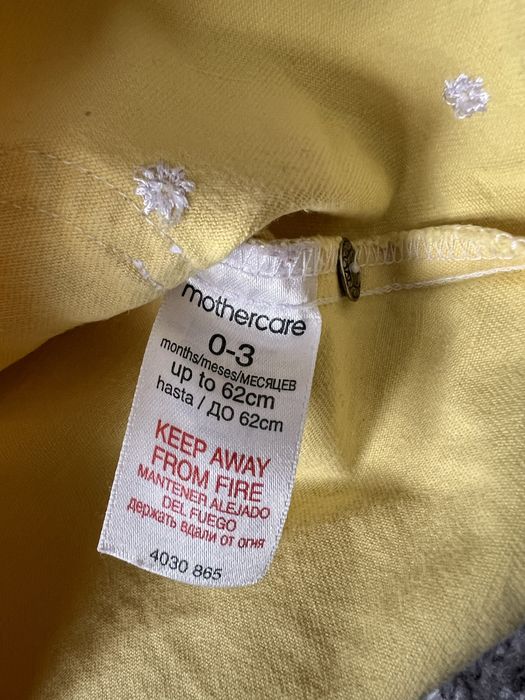 mothercare
0-3
months/meses/МЕСЯЦЕВ
up to 62cm
hasta / ДО 62cm
KEEP AWAY
FROM FIRE
MANTENER ALEJADO
DEL FUEGO
держать вдали от огня
4030 865